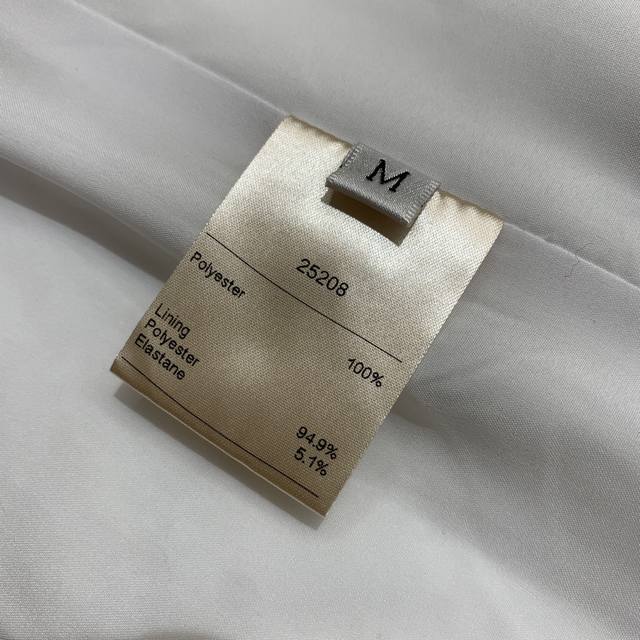 M
25208
Polyester 100%
Lining
Polyester 94.9%
Elastane 5.1%